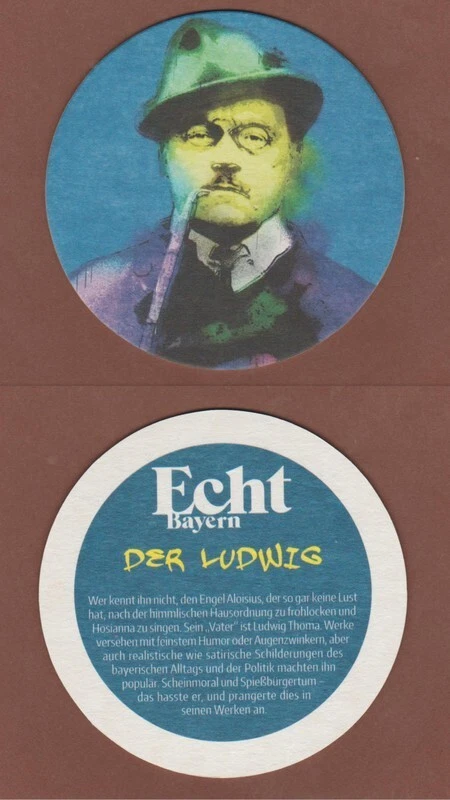 Echt
Bayern
DER LUDWIG
Wer kennt ihn nicht, den Engel Aloisius, der so gar keine Lust
hat, nach der himmlischen Hausordnung zu frohlocken und
Hosianna zu singen. Sein „Vater" ist Ludwig Thoma. Werke
versehen mit feinstem Humor oder Augenzwinkern, aber
auch realistische wie satirische Schilderungen des
bayerischen Alltags und der Politik machten ihn
populär. Scheinmoral und Spießbürgertum –
das hasste er, und prangerte dies in
seinen Werken an.